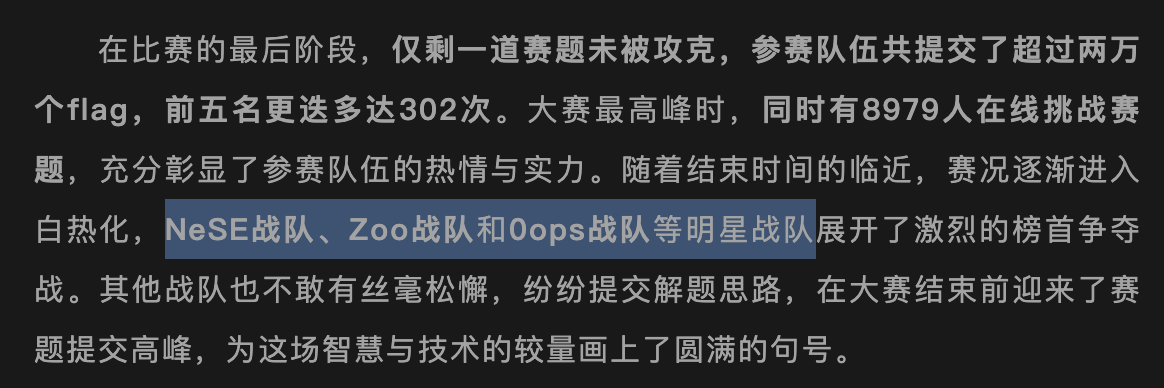 在比赛的最后阶段，仅剩一道赛题未被攻克，参赛队伍共提交了超过两万
个flag，前五名更迭多达302次。大赛最高峰时，同时有8979人在线挑战赛
题，充分彰显了参赛队伍的热情与实力。随着结束时间的临近，赛况逐渐进入
白热化，NeSE战队、Zoo战队和0ops战队等明星战队展开了激烈的榜首争夺
战。其他战队也不敢有丝毫松懈，纷纷提交解题思路，在大赛结束前迎来了赛
题提交高峰，为这场智慧与技术的较量画上了圆满的句号。